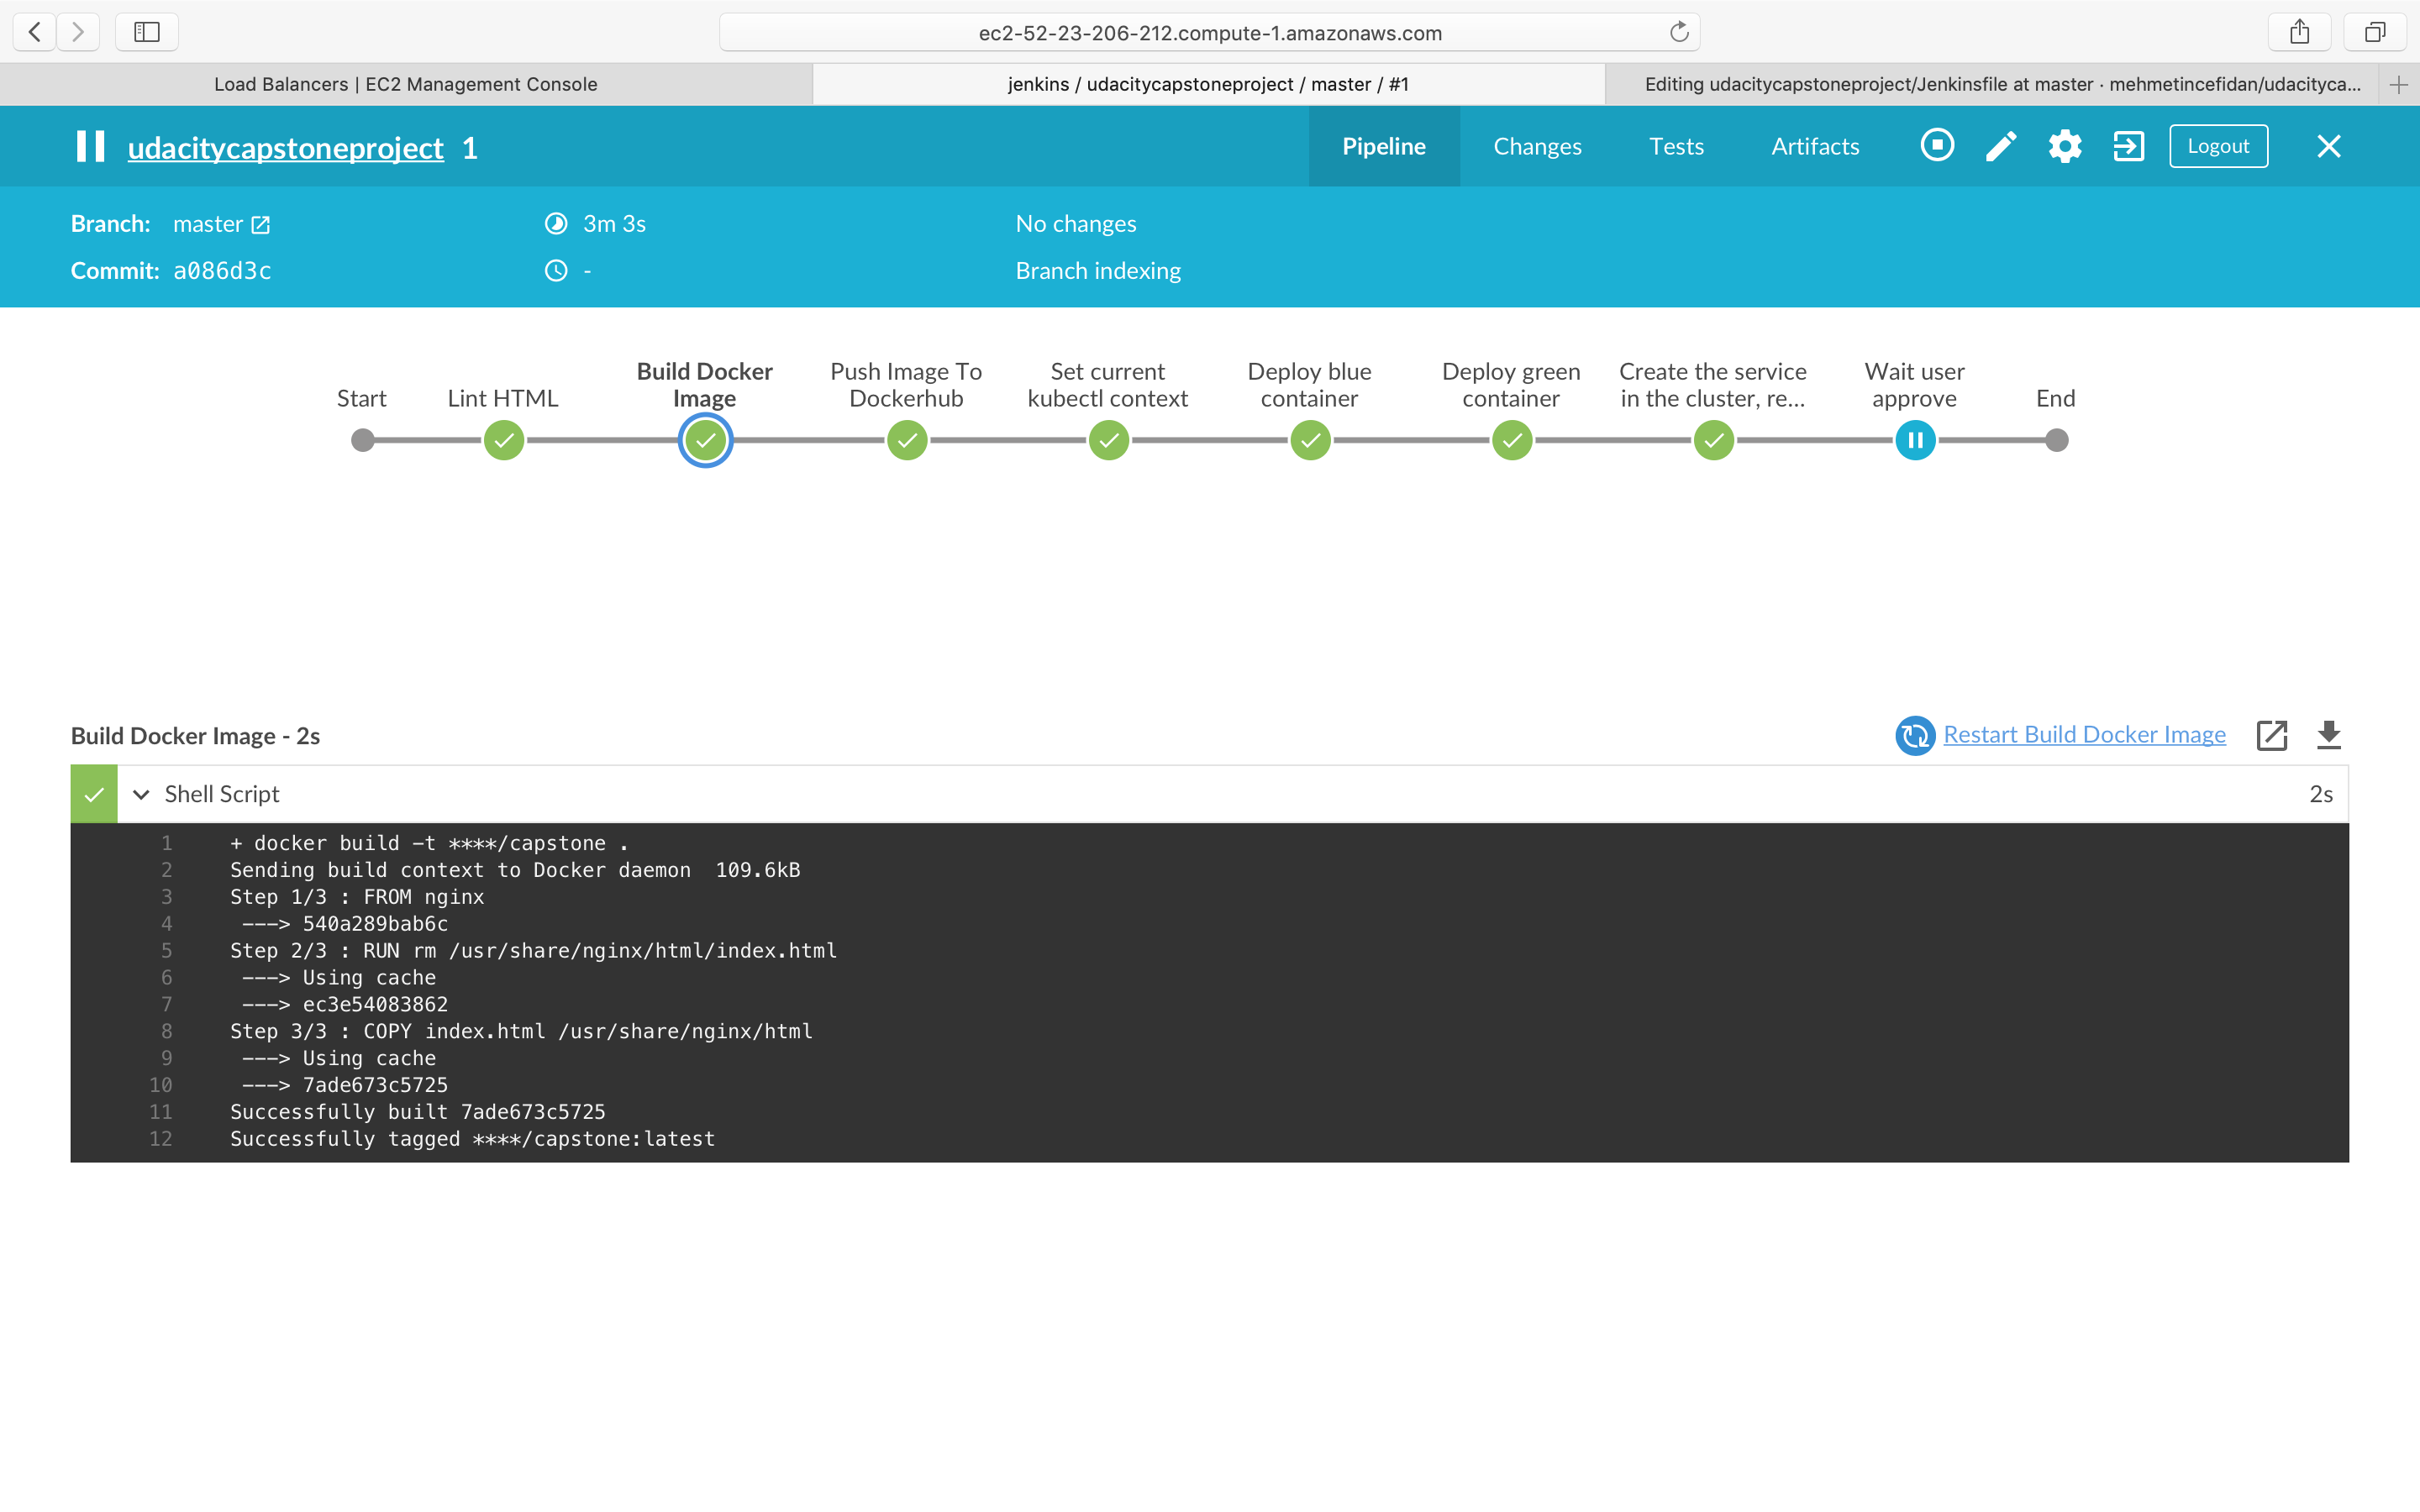 ec2-52-23-206-212.compute-1.amazonaws.com
Load Balancers | EC2 Management Console
jenkins / udacitycapstoneproject / master / #1
Editing udacitycapstoneproject/Jenkinsfile at master · mehmetincefidan/udacityca...
udacitycapstoneproject 1
Pipeline
Changes
Tests
Artifacts
Logout
Branch: master
3m 3s
No changes
Commit: a086d3c
-
Branch indexing
Start
Lint HTML
Build Docker
Image
Push Image To
Dockerhub
Set current
kubectl context
Deploy blue
container
Deploy green
container
Create the service
in the cluster, re...
Wait user
approve
End
Build Docker Image - 2s
Restart Build Docker Image
Shell Script
2s
1 + docker build -t ****/capstone .
2 Sending build context to Docker daemon  109.6kB
3 Step 1/3 : FROM nginx
4  ---> 540a289bab6c
5 Step 2/3 : RUN rm /usr/share/nginx/html/index.html
6  ---> Using cache
7  ---> ec3e54083862
8 Step 3/3 : COPY index.html /usr/share/nginx/html
9  ---> Using cache
10  ---> 7ade673c5725
11 Successfully built 7ade673c5725
12 Successfully tagged ****/capstone:latest